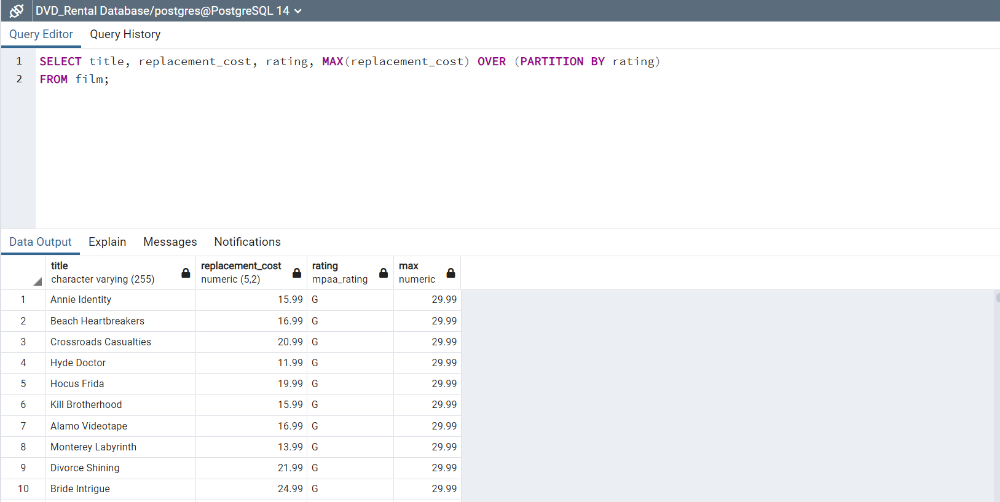 DVD_Rental Database/postgres@PostgreSQL 14
Query Editor Query History
1 SELECT title, replacement_cost, rating, MAX(replacement_cost) OVER (PARTITION BY rating)
2 FROM film;
Data Output Explain Messages Notifications
title replacement_cost rating max
character varying (255) numeric (5,2) mpaa_rating numeric
1 Annie Identity 15.99 G 29.99
2 Beach Heartbreakers 16.99 G 29.99
3 Crossroads Casualties 20.99 G 29.99
4 Hyde Doctor 11.99 G 29.99
5 Hocus Frida 19.99 G 29.99
6 Kill Brotherhood 15.99 G 29.99
7 Alamo Videotape 16.99 G 29.99
8 Monterey Labyrinth 13.99 G 29.99
9 Divorce Shining 21.99 G 29.99
10 Bride Intrigue 24.99 G 29.99